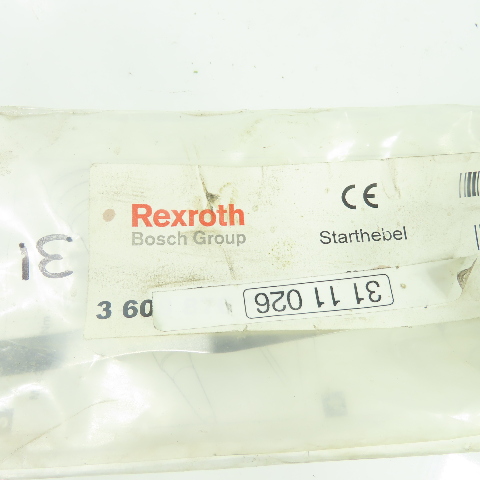 Rexroth
Bosch Group
CE
Starthebel
3 60
31 11 026
31